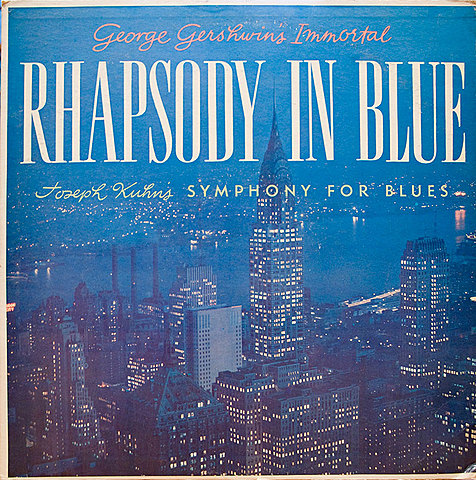 George Gershwin's Immortal
RHAPSODY IN BLUE
Joseph Kuhn's SYMPHONY FOR BLUES